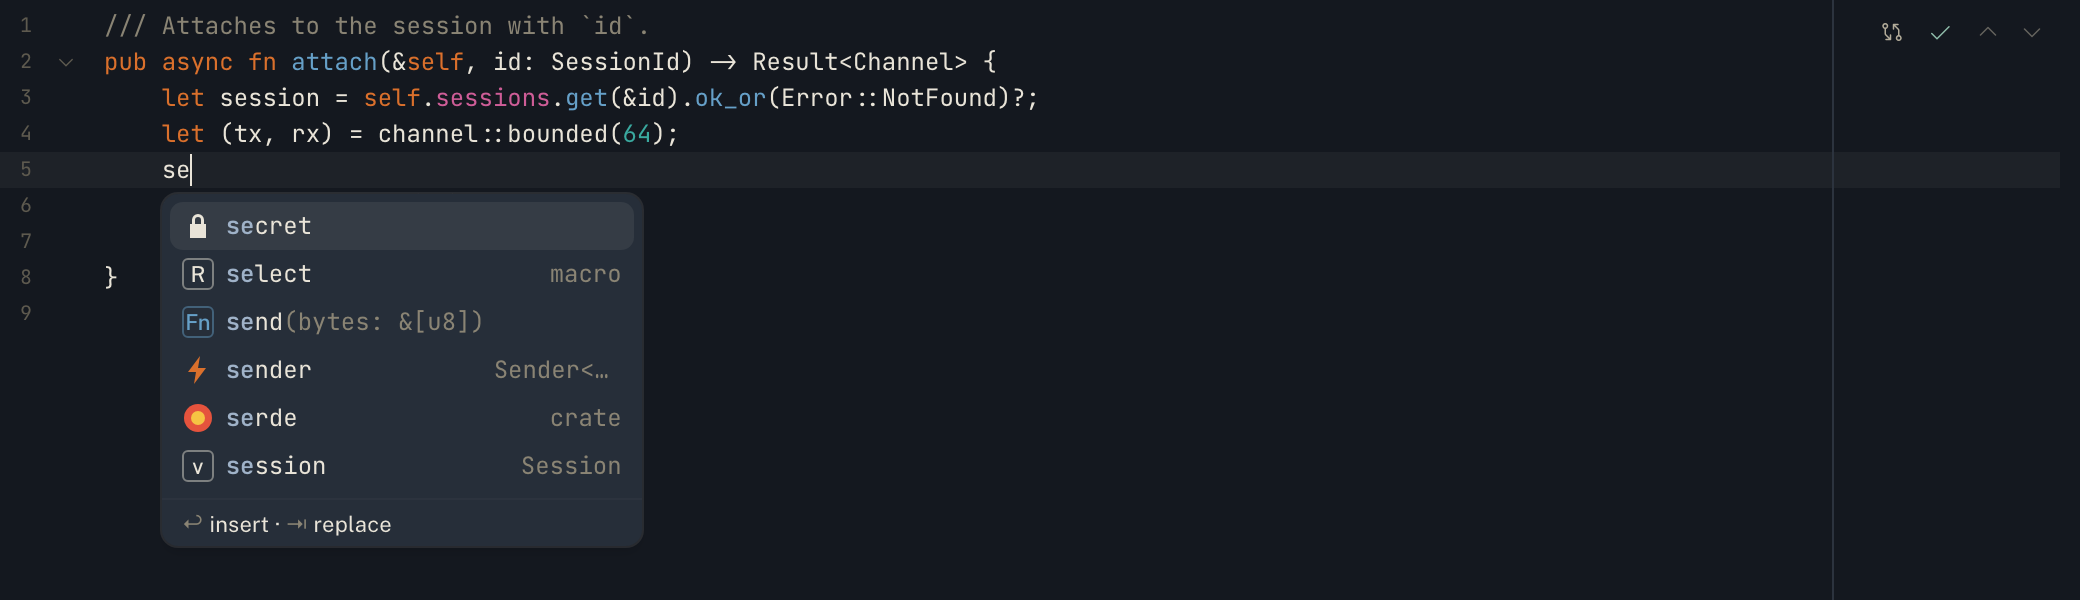 1 /// Attaches to the session with `id`.
2 pub async fn attach(&self, id: SessionId) -> Result<Channel> {
3 let session = self.sessions.get(&id).ok_or(Error::NotFound)?;
4 let (tx, rx) = channel::bounded(64);
5 se
6
secret
R select macro
7
8 }
Fn send(bytes: &[u8])
9
sender Sender<…
serde crate
v session Session
insert · replace